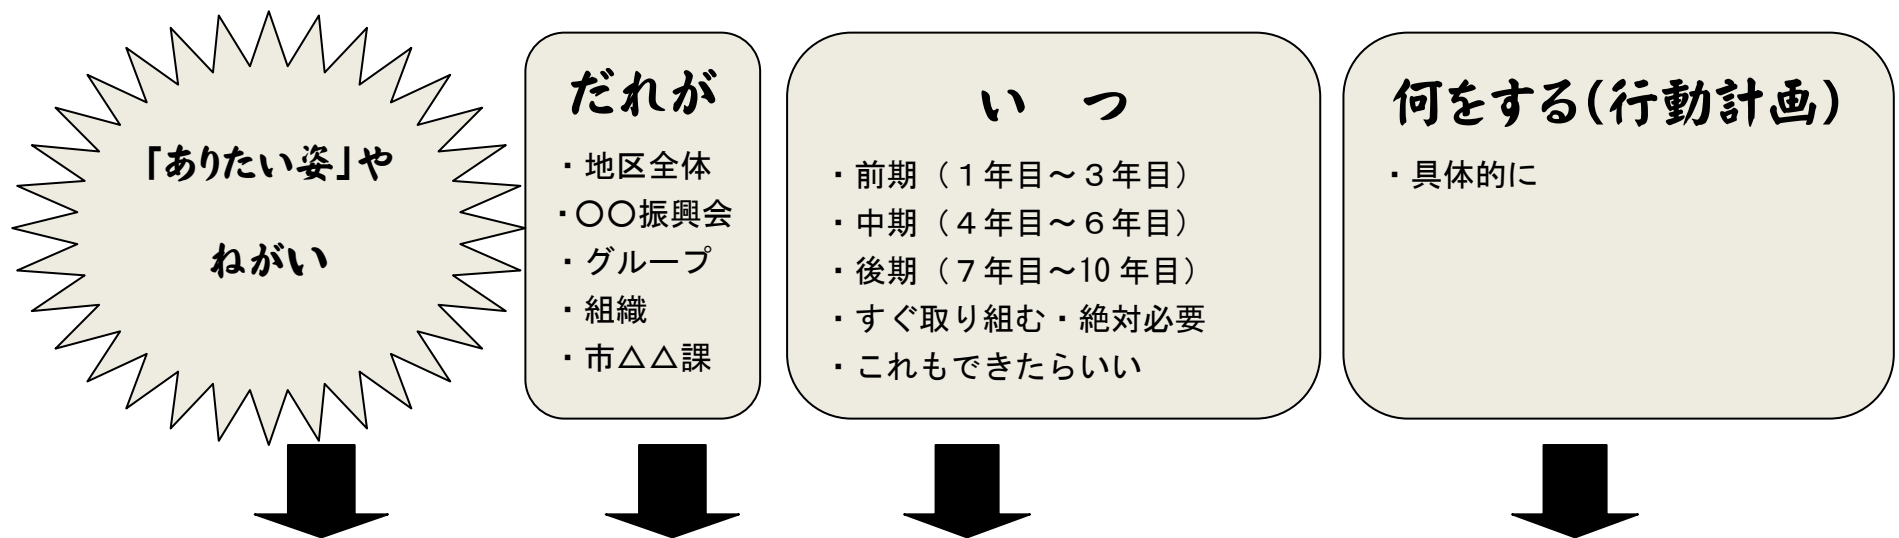 「ありたい姿」や
ねがい
だれが
・地区全体
・〇〇振興会
・グループ
・組織
・市△△課
い　つ
・前期（１年目～３年目）
・中期（４年目～６年目）
・後期（７年目～10年目）
・すぐ取り組む・絶対必要
・これもできたらいい
何をする（行動計画）
・具体的に